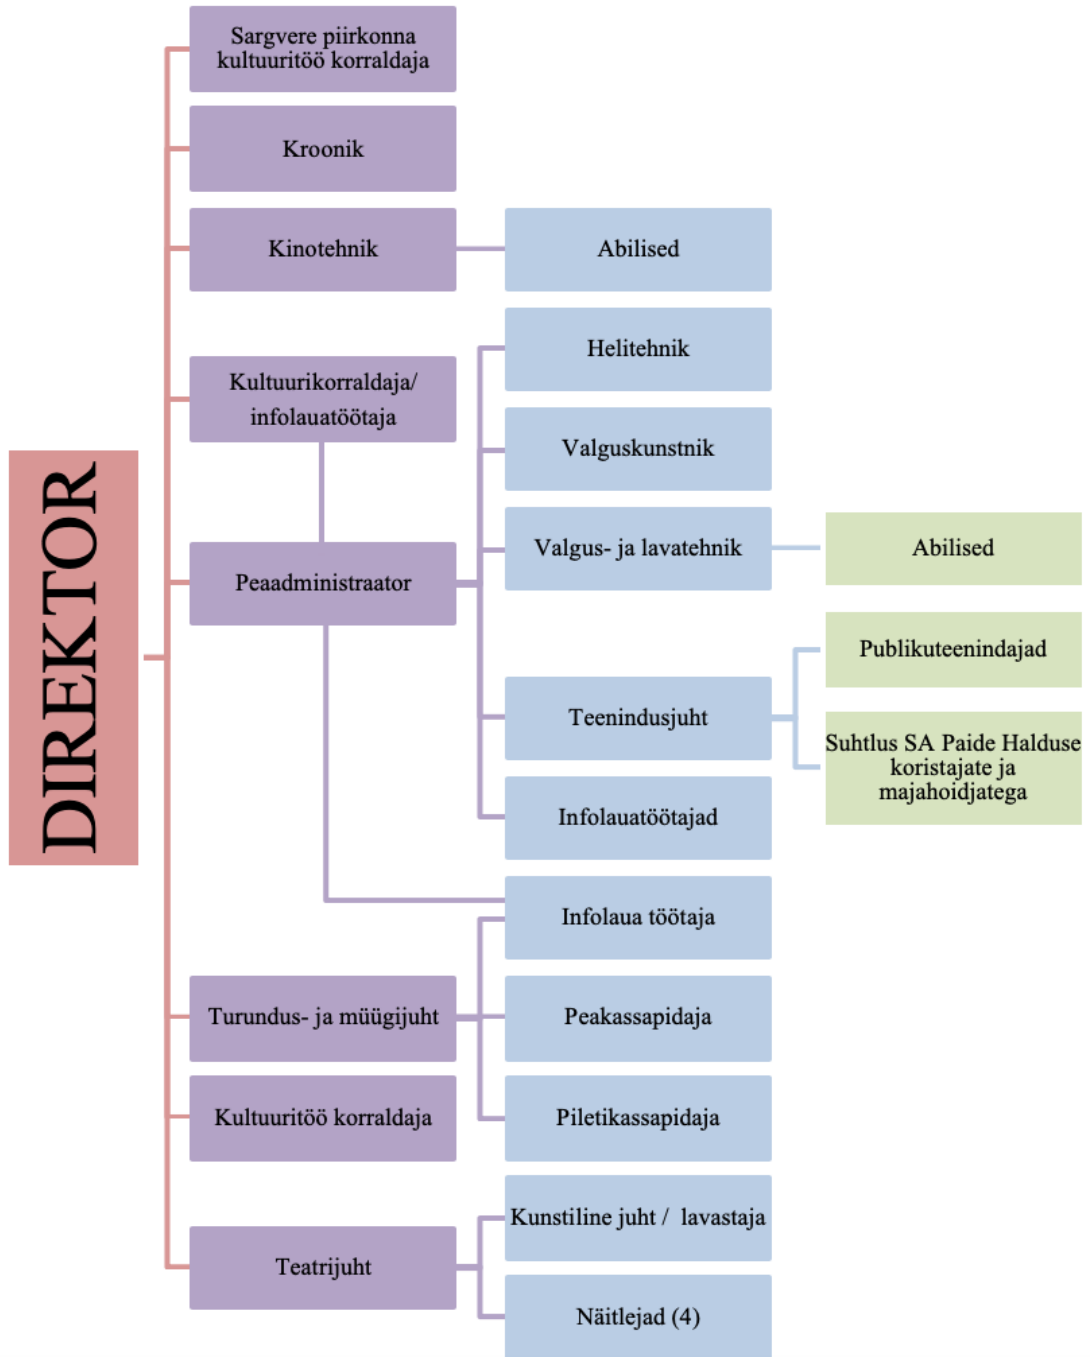 DIREKTOR
Sargvere piirkonna
kultuuritöö korraldaja
Kroonik
Kinotehnik
Abilised
Kultuurikorraldaja/
infolauatöötaja
Peaadministraator
Helitehnik
Valguskunstnik
Valgus- ja lavatehnik
Abilised
Teenindusjuht
Publikuteenindajad
Suhtlus SA Paide Halduse
koristajate ja
majahoidjatega
Infolauatöötajad
Turundus- ja müügijuht
Infolaua töötaja
Peakassapidaja
Piletikassapidaja
Kultuuritöö korraldaja
Teatrijuht
Kunstiline juht / lavastaja
Näitlejad (4)